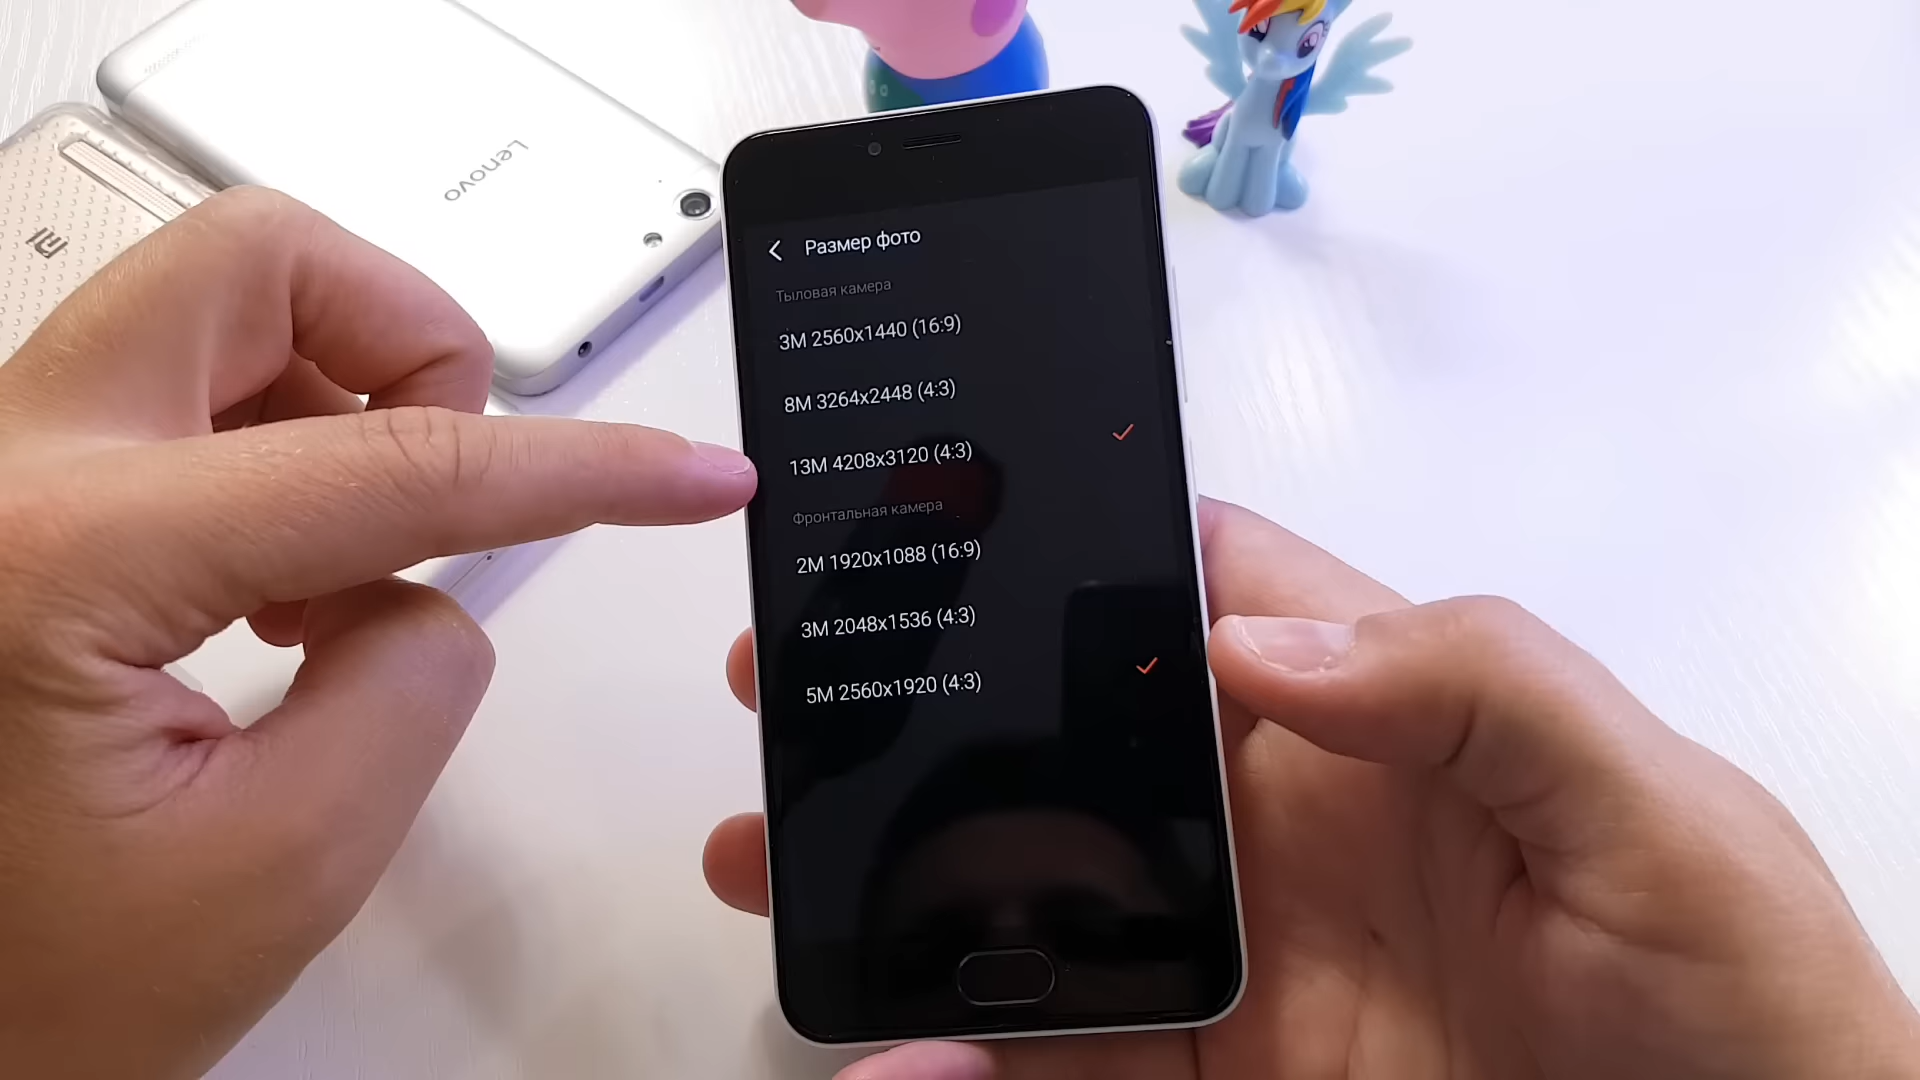 Lenovo
Размер фото
Тыловая камера
3M 2560x1440 (16:9)
8M 3264x2448 (4:3)
13M 4208x3120 (4:3)
Фронтальная камера
2M 1920x1088 (16:9)
3M 2048x1536 (4:3)
5M 2560x1920 (4:3)